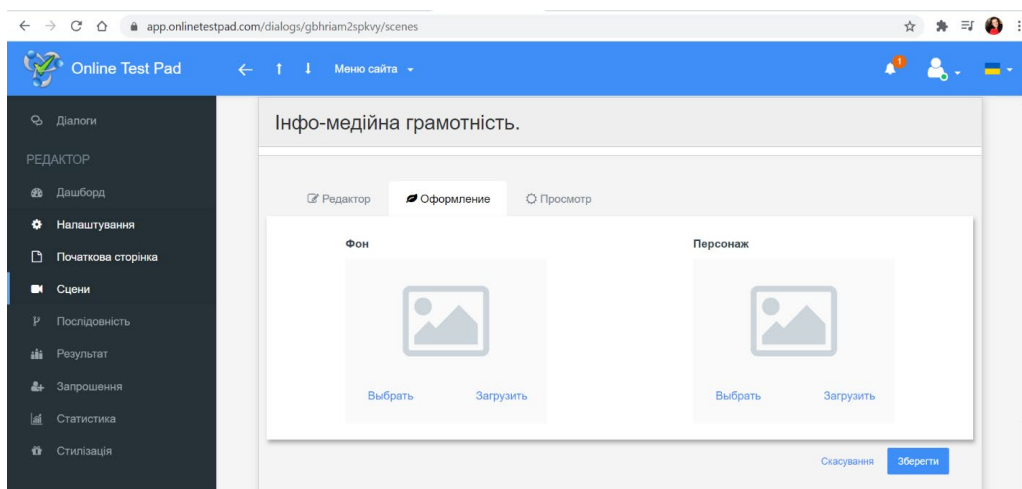 app.onlinetestpad.com/dialogs/gbhriam2spkvy/scenes
Online Test Pad
Меню сайта
1
Діалоги
РЕДАКТОР
Дашборд
Налаштування
Початкова сторінка
Сцени
Послідовність
Результат
Запрошення
Статистика
Стилізація
Інфо-медійна грамотність.
Редактор Оформление Просмотр
Фон Персонаж
Выбрать Загрузить Выбрать Загрузить
Скасування Зберегти